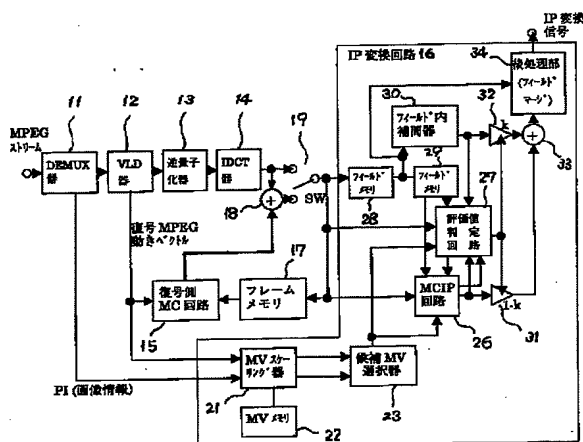 IP 変換
信号
IP 変換回路 16
34
後処理部
(フィールド
マージ)
11
12
13
14
19
30
32
33
MPEG
ストリーム
DEMUX
器
VLD
器
逆量子
化器
IDCT
器
フィールド内
補間器
k
SW
18
フィールド
メモリ
28
29
フィールド
メモリ
27
評価値
判定
回路
復号 MPEG
動きベクトル
復号側
MC 回路
15
17
フレーム
メモリ
MCIP
回路
26
1-k
31
PI (画像情報)
MV スケー
リング器
21
候補 MV
選択器
23
MV メモリ
22